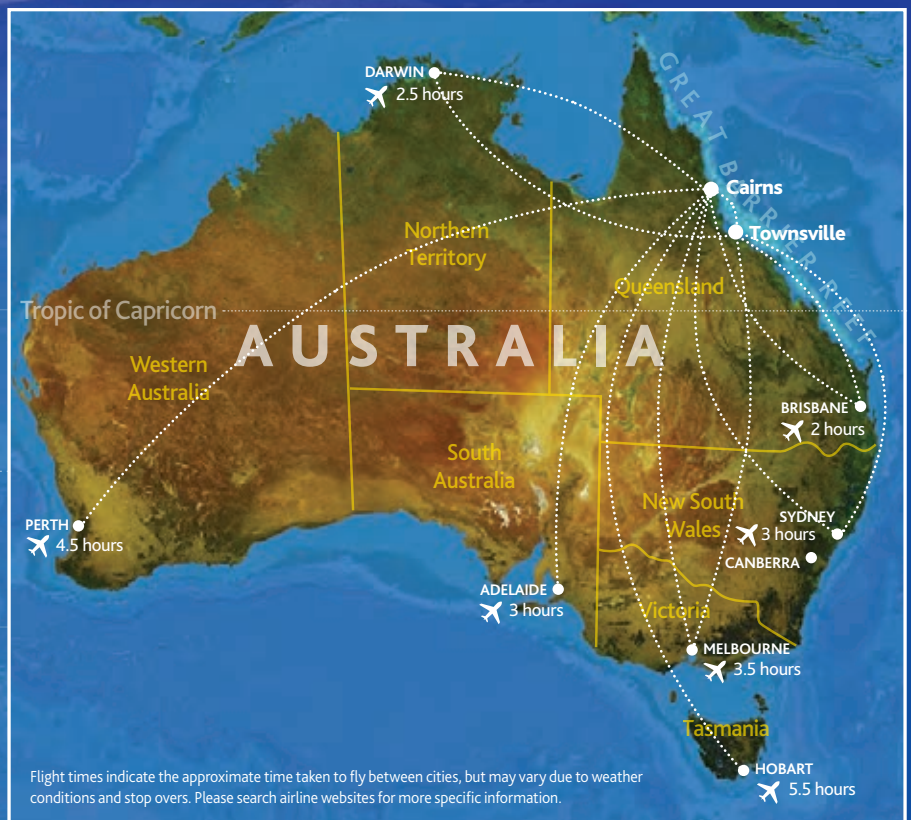 DARWIN
2.5 hours
GREAT BARRIER REEF
Cairns
Townsville
Northern
Territory
Queensland
Tropic of Capricorn
AUSTRALIA
Western
Australia
BRISBANE
2 hours
South
Australia
New South
Wales
SYDNEY
3 hours
PERTH
4.5 hours
CANBERRA
ADELAIDE
3 hours
Victoria
MELBOURNE
3.5 hours
Tasmania
HOBART
5.5 hours
Flight times indicate the approximate time taken to fly between cities, but may vary due to weather
conditions and stop overs. Please search airline websites for more specific information.